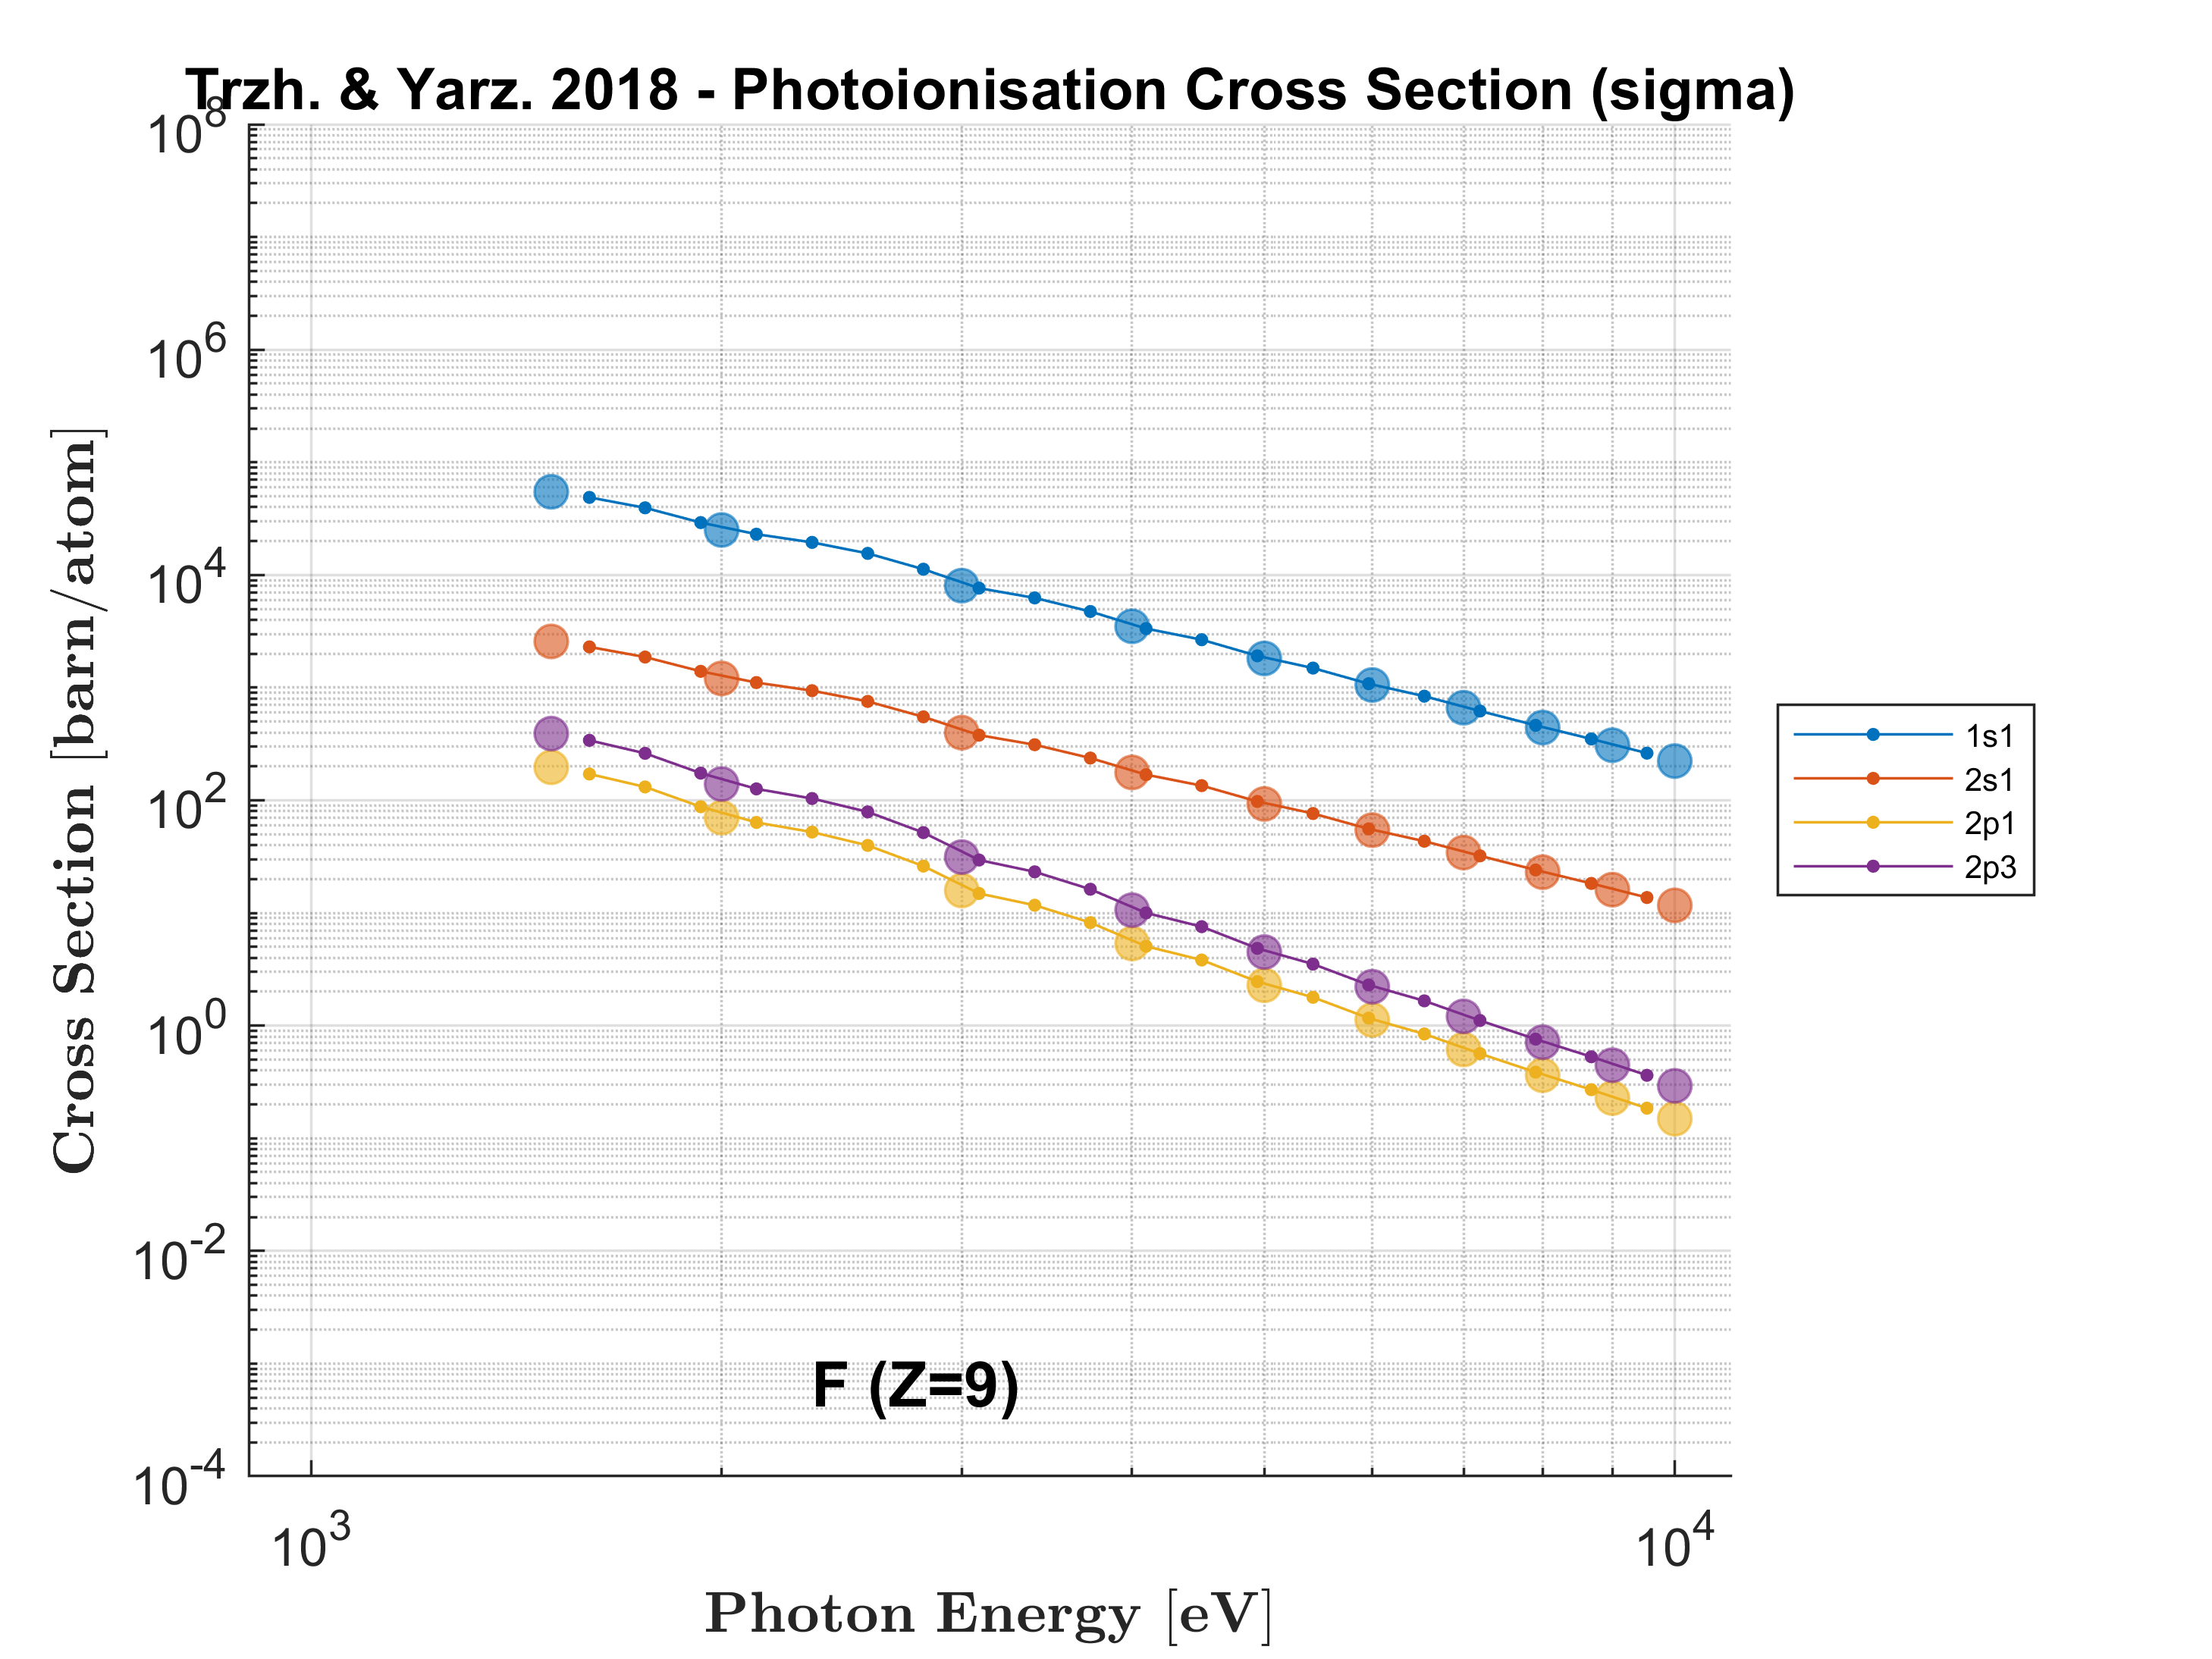 Trzh. & Yarz. 2018 - Photoionisation Cross Section (sigma)
10^8
10^6
10^4
10^2
10^0
10^-2
10^-4
Cross Section [barn/atom]
1s1
2s1
2p1
2p3
F (Z=9)
10^3 10^4
Photon Energy [eV]